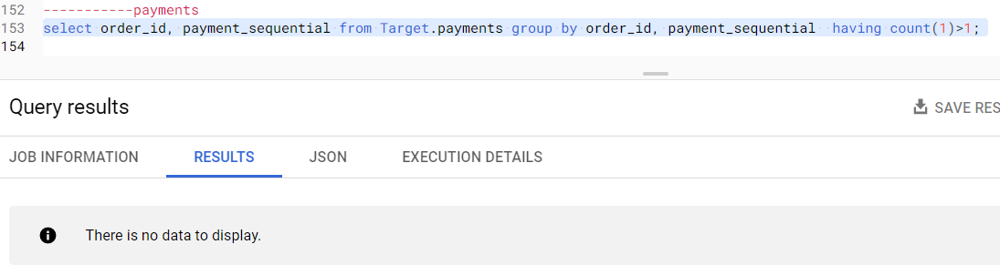 152 -----------payments
153 select order_id, payment_sequential from Target.payments group by order_id, payment_sequential  having count(1)>1;
154
Query results
SAVE RES
JOB INFORMATION RESULTS JSON EXECUTION DETAILS
There is no data to display.